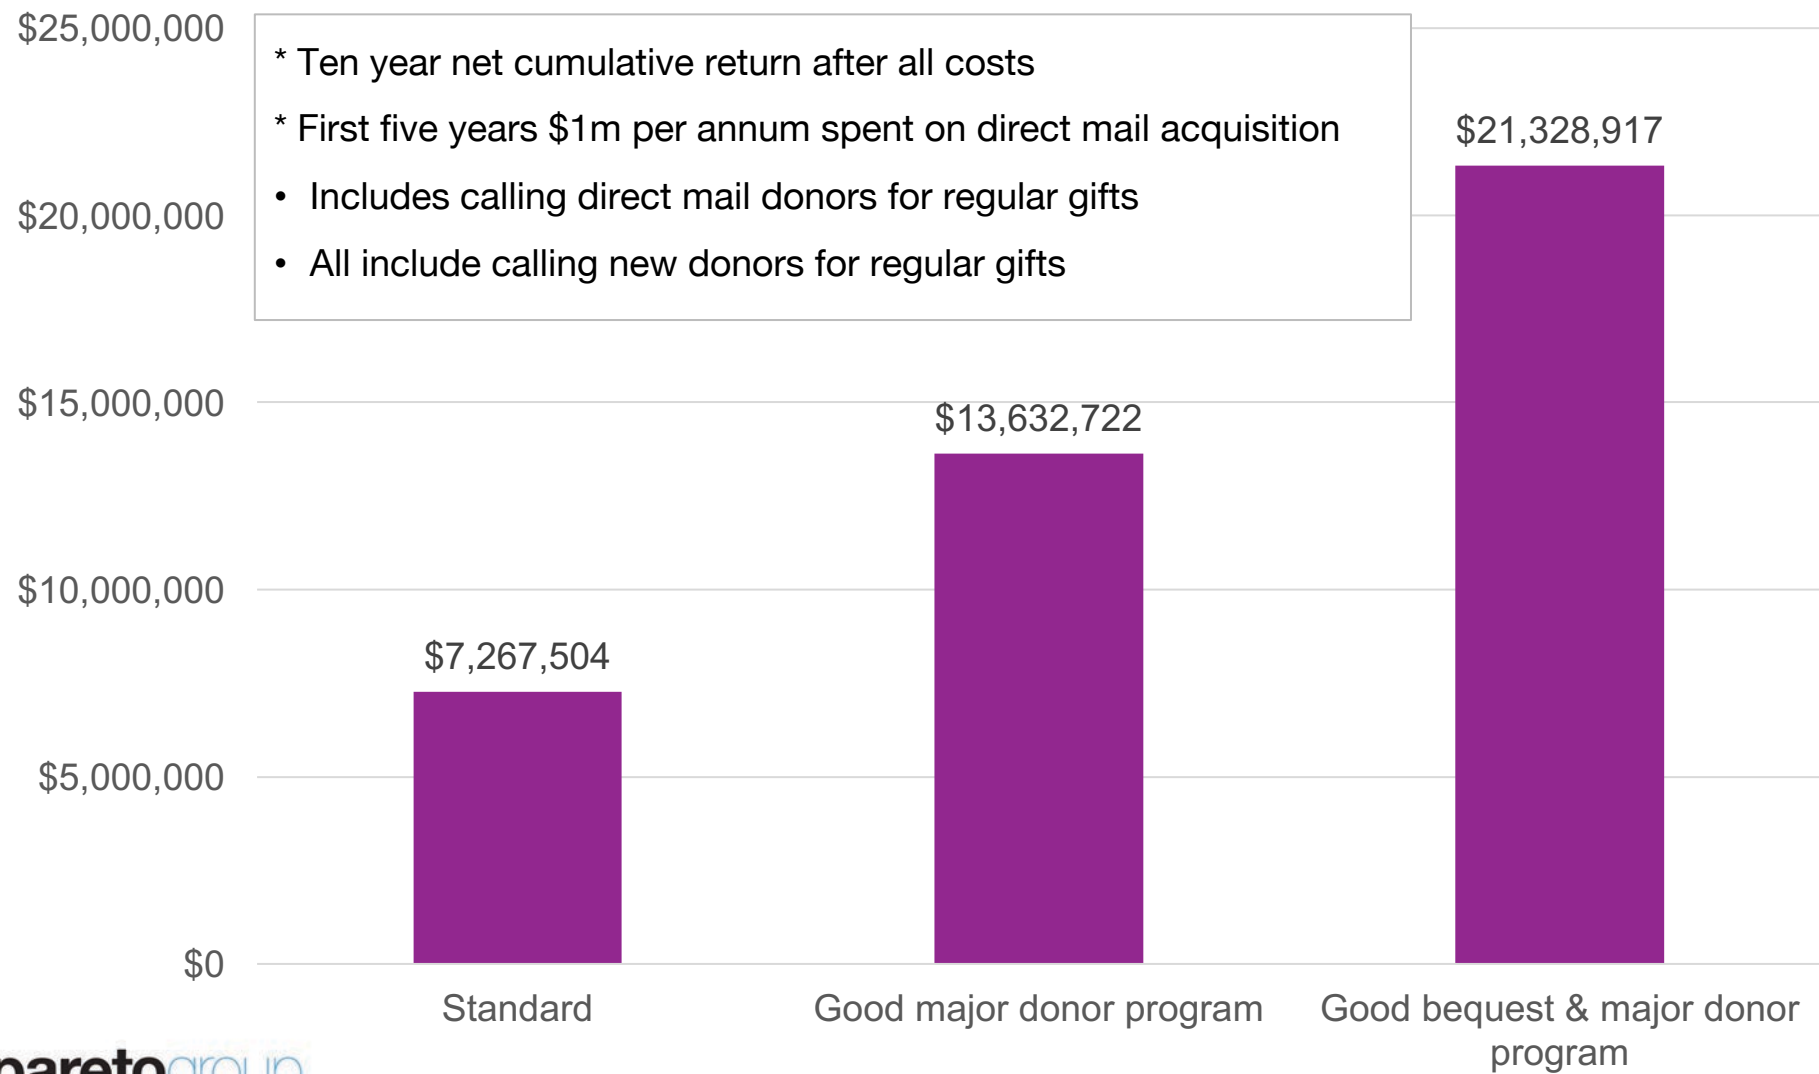 $25,000,000
* Ten year net cumulative return after all costs
* First five years $1m per annum spent on direct mail acquisition
• Includes calling direct mail donors for regular gifts
• All include calling new donors for regular gifts
$21,328,917
$20,000,000
$15,000,000
$13,632,722
$10,000,000
$7,267,504
$5,000,000
$0
Standard
Good major donor program
Good bequest & major donor
program
paretogroup